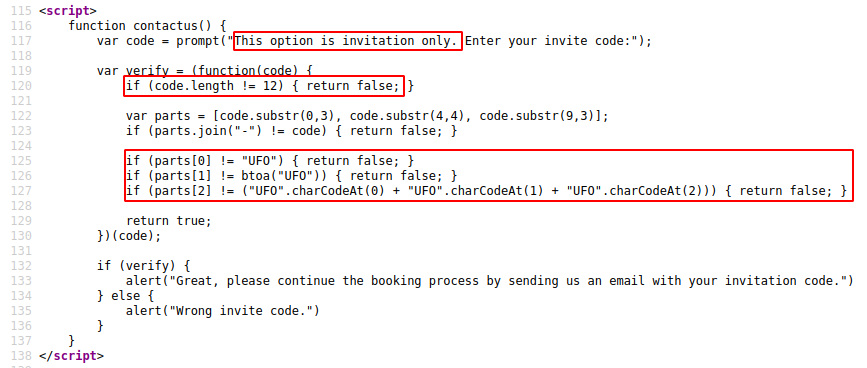 115 <script>
116     function contactus() {
117         var code = prompt("This option is invitation only. Enter your invite code:");
118
119         var verify = (function(code) {
120             if (code.length != 12) { return false; }
121
122             var parts = [code.substr(0,3), code.substr(4,4), code.substr(9,3)];
123             if (parts.join("-") != code) { return false; }
124
125             if (parts[0] != "UFO") { return false; }
126             if (parts[1] != btoa("UFO")) { return false; }
127             if (parts[2] != ("UFO".charCodeAt(0) + "UFO".charCodeAt(1) + "UFO".charCodeAt(2))) { return false; }
128
129             return true;
130         })(code);
131
132         if (verify) {
133             alert("Great, please continue the booking process by sending us an email with your invitation code.")
134         } else {
135             alert("Wrong invite code.")
136         }
137     }
138 </script>